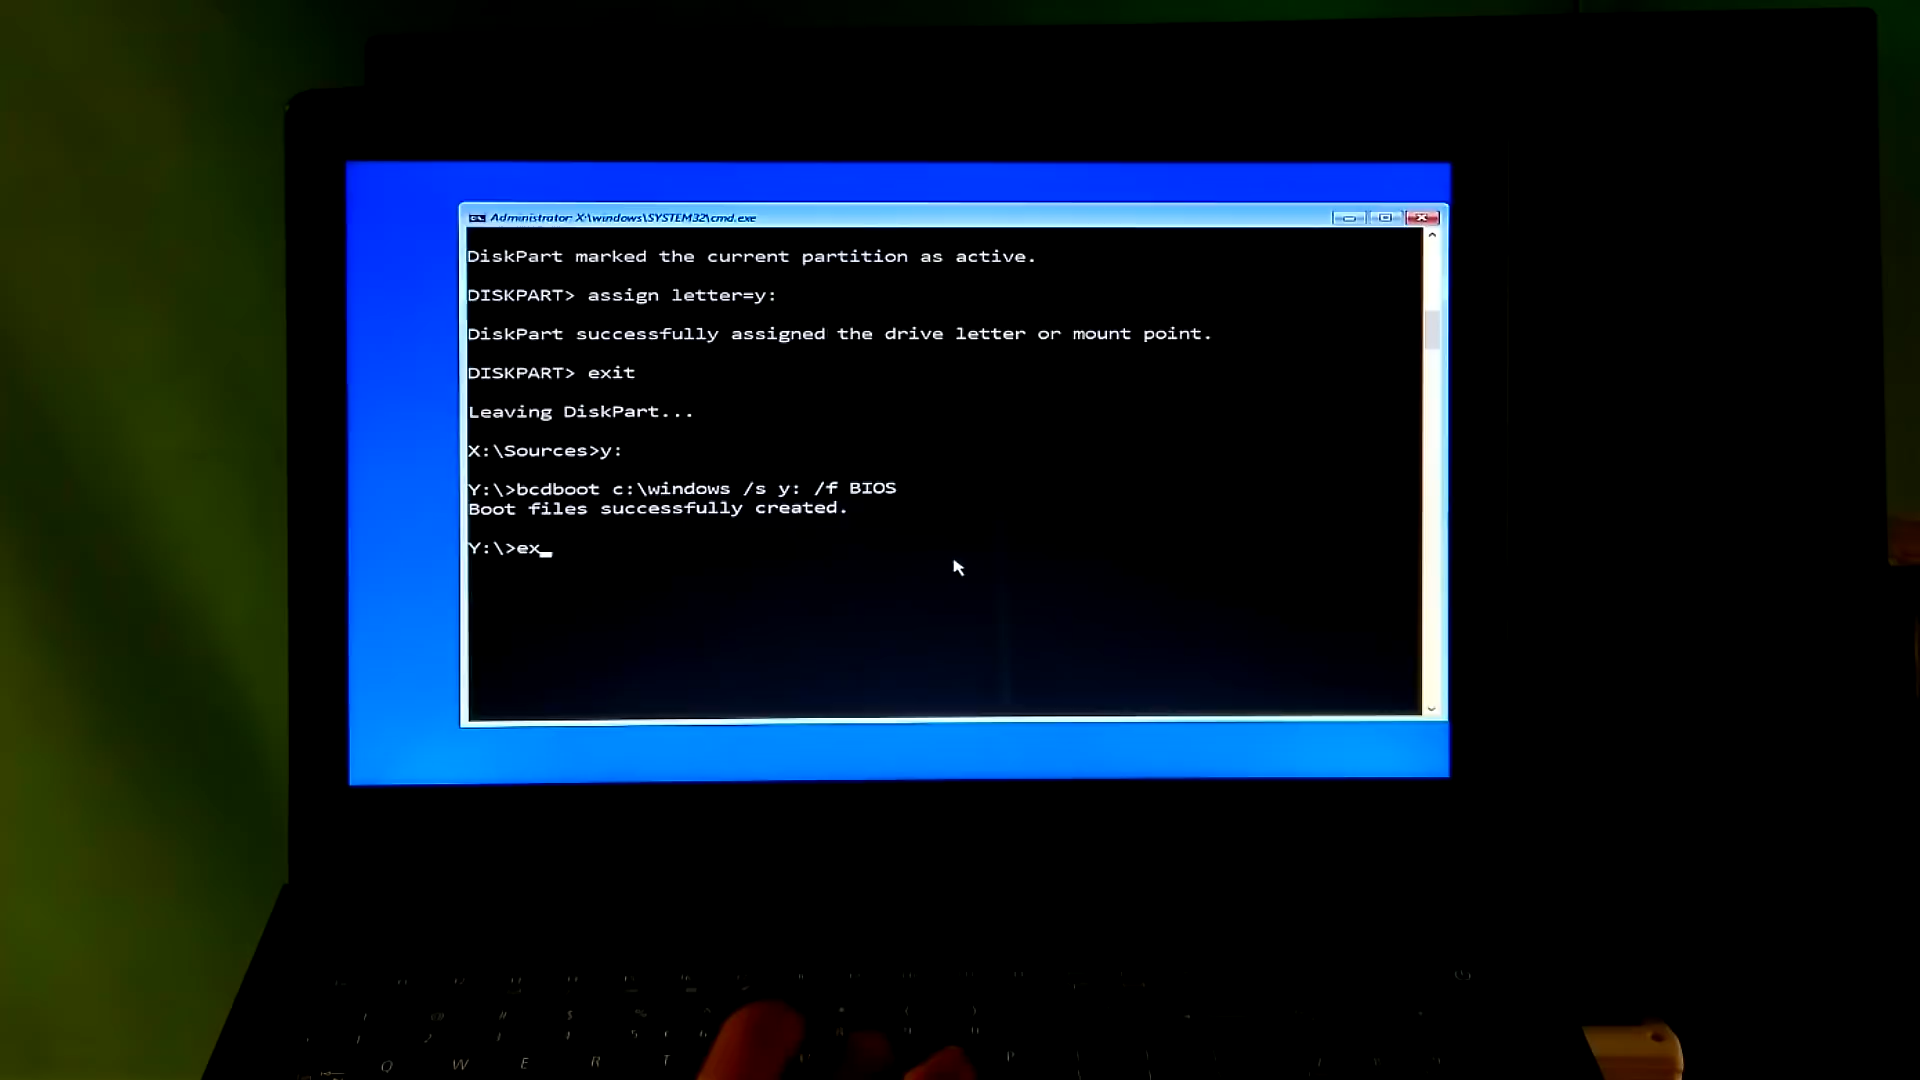 Administrator: X:\windows\SYSTEM32\cmd.exe
DiskPart marked the current partition as active.
DISKPART> assign letter=y:
DiskPart successfully assigned the drive letter or mount point.
DISKPART> exit
Leaving DiskPart...
X:\Sources>y:
Y:\>bcdboot c:\windows /s y: /f BIOS
Boot files successfully created.
Y:\>ex_
Q W E R T P